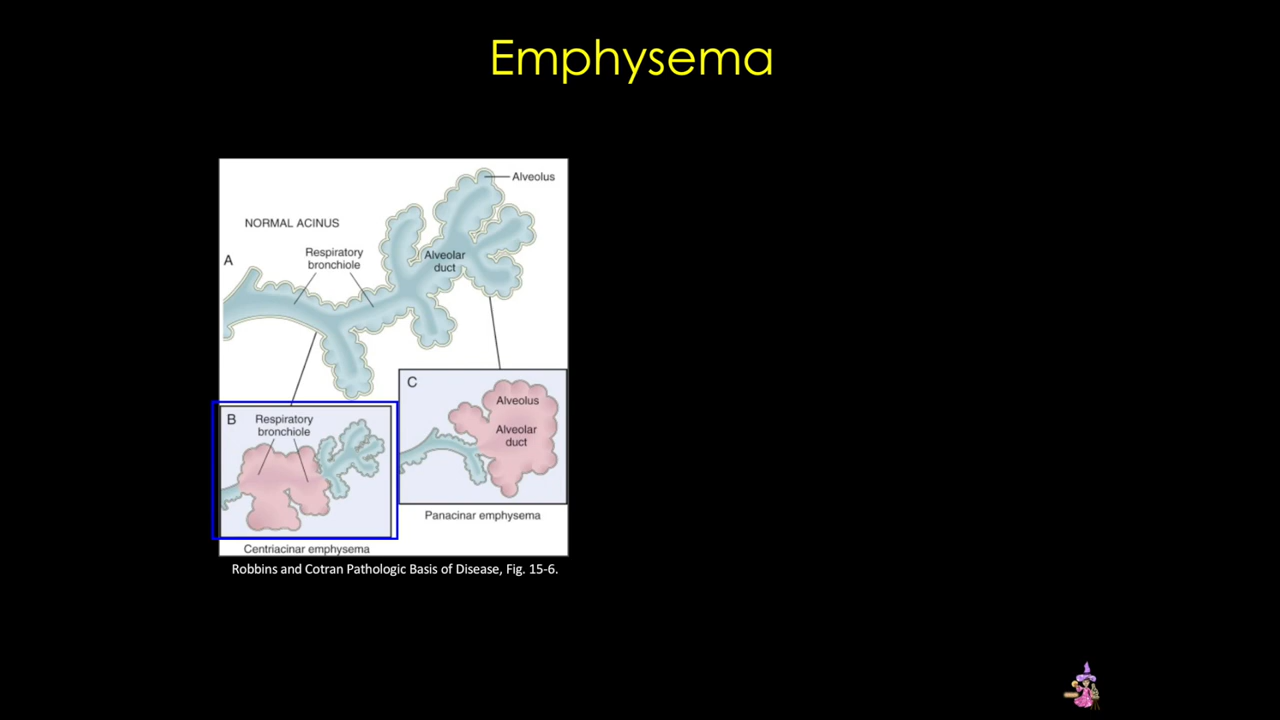 Emphysema
Alveolus
NORMAL ACINUS
Respiratory
bronchiole
Alveolar
duct
A
B
Respiratory
bronchiole
Centriacinar emphysema
C
Alveolus
Alveolar
duct
Panacinar emphysema
Robbins and Cotran Pathologic Basis of Disease, Fig. 15-6.